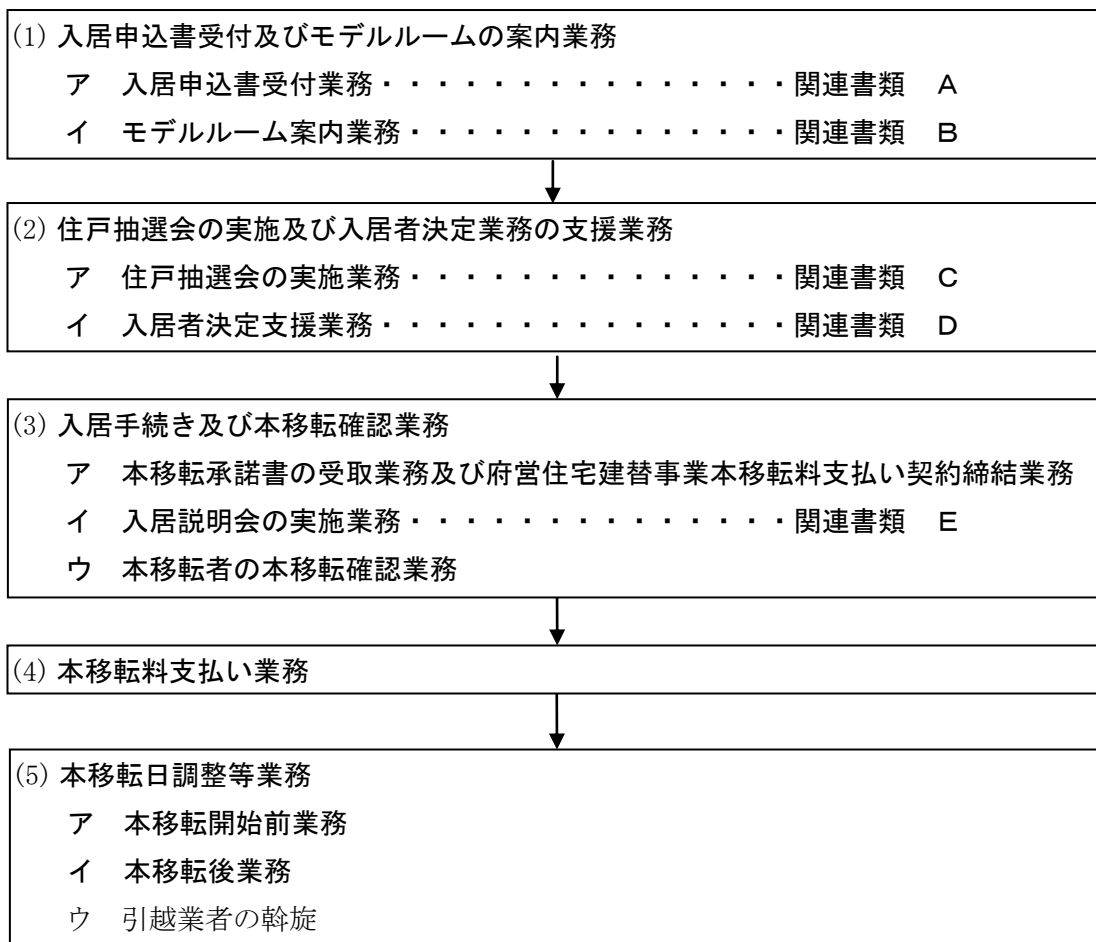 (1) 入居申込書受付及びモデルルームの案内業務
ア 入居申込書受付業務・・・・・・・・・・・・・・・関連書類 A
イ モデルルーム案内業務・・・・・・・・・・・・・・関連書類 B
(2) 住戸抽選会の実施及び入居者決定業務の支援業務
ア 住戸抽選会の実施業務・・・・・・・・・・・・・・関連書類 C
イ 入居者決定支援業務・・・・・・・・・・・・・・・関連書類 D
(3) 入居手続き及び本移転確認業務
ア 本移転承諾書の受取業務及び府営住宅建替事業本移転料支払い契約締結業務
イ 入居説明会の実施業務・・・・・・・・・・・・・・関連書類 E
ウ 本移転者の本移転確認業務
(4) 本移転料支払い業務
(5) 本移転日調整等業務
ア 本移転開始前業務
イ 本移転後業務
ウ 引越業者の斡旋